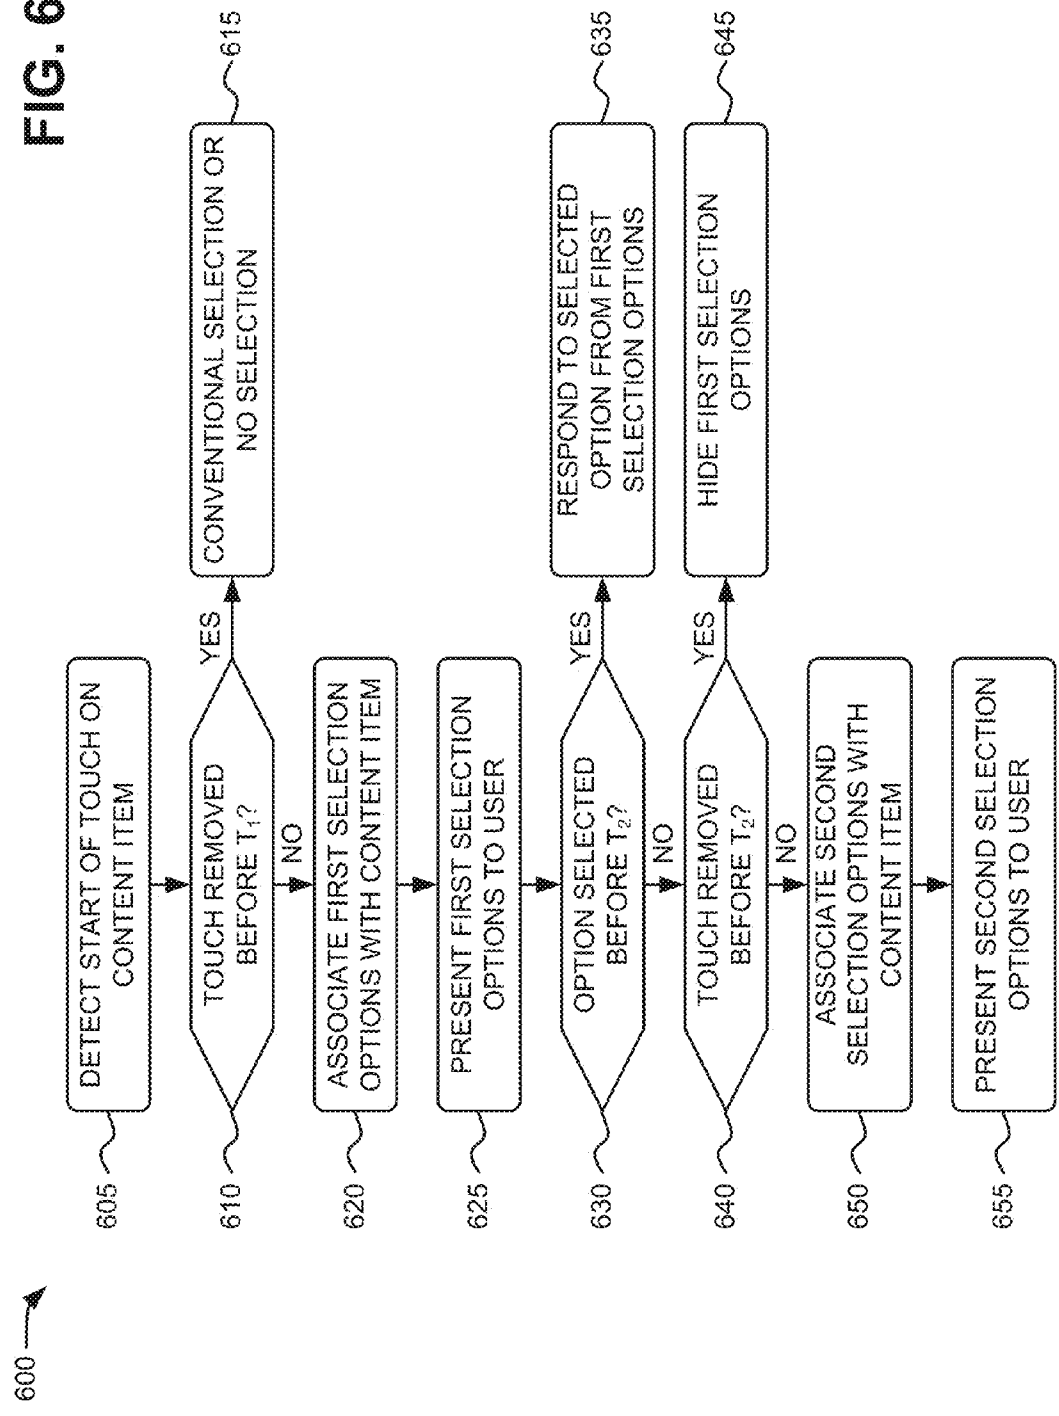 FIG. 6
600
605
DETECT START OF TOUCH ON
CONTENT ITEM
610
TOUCH REMOVED
BEFORE T₁?
YES
CONVENTIONAL SELECTION OR
NO SELECTION
615
NO
620
ASSOCIATE FIRST SELECTION
OPTIONS WITH CONTENT ITEM
625
PRESENT FIRST SELECTION
OPTIONS TO USER
630
OPTION SELECTED
BEFORE T₂?
YES
RESPOND TO SELECTED
OPTION FROM FIRST
SELECTION OPTIONS
635
NO
640
TOUCH REMOVED
BEFORE T₂?
YES
HIDE FIRST SELECTION
OPTIONS
645
NO
650
ASSOCIATE SECOND
SELECTION OPTIONS WITH
CONTENT ITEM
655
PRESENT SECOND SELECTION
OPTIONS TO USER